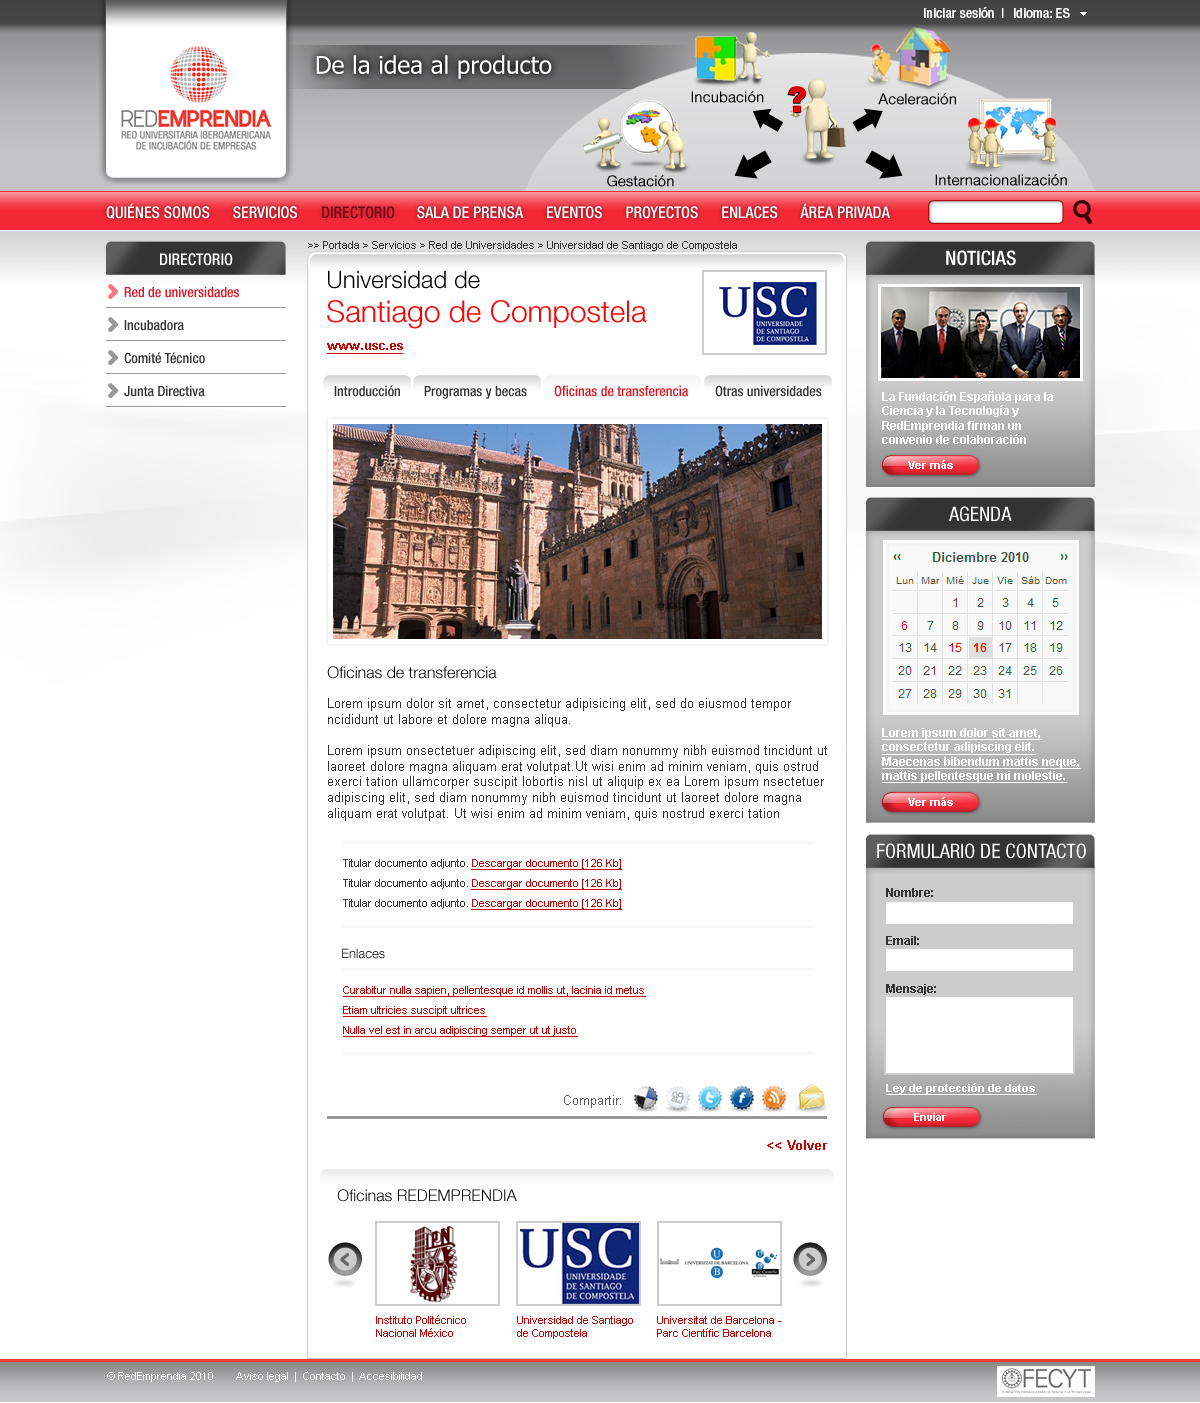 Iniciar sesión | Idioma: ES
De la idea al producto
Incubación
Aceleración
?
Gestación
Internacionalización
REDEMPRENDIA
RED UNIVERSITARIA IBEROAMERICANA
DE INCUBACIÓN DE EMPRESAS
QUIÉNES SOMOS SERVICIOS DIRECTORIO SALA DE PRENSA EVENTOS PROYECTOS ENLACES ÁREA PRIVADA
DIRECTORIO
Red de universidades
Incubadora
Comité Técnico
Junta Directiva
>> Portada > Servicios > Red de Universidades > Universidad de Santiago de Compostela
Universidad de
Santiago de Compostela
www.usc.es
USC
UNIVERSIDADE
DE SANTIAGO
DE COMPOSTELA
Introducción Programas y becas Oficinas de transferencia Otras universidades
Oficinas de transferencia
Lorem ipsum dolor sit amet, consectetur adipisicing elit, sed do eiusmod tempor
ncididunt ut labore et dolore magna aliqua.
Lorem ipsum onsectetuer adipiscing elit, sed diam nonummy nibh euismod tincidunt ut
laoreet dolore magna aliquam erat volutpat.Ut wisi enim ad minim veniam, quis ostrud
exerci tation ullamcorper suscipit lobortis nisl ut aliquip ex ea Lorem ipsum nsectetuer
adipiscing elit, sed diam nonummy nibh euismod tincidunt ut laoreet dolore magna
aliquam erat volutpat. Ut wisi enim ad minim veniam, quis nostrud exerci tation
Titular documento adjunto. Descargar documento [126 Kb]
Titular documento adjunto. Descargar documento [126 Kb]
Titular documento adjunto. Descargar documento [126 Kb]
Enlaces
Curabitur nulla sapien, pellentesque id mollis ut, lacinia id metus
Etiam ultricies suscipit ultrices
Nulla vel est in arcu adipiscing semper ut ut justo
Compartir:
<< Volver
Oficinas REDEMPRENDIA
IPN
USC
UNIVERSIDADE
DE SANTIAGO
DE COMPOSTELA
UNIVERSITAT DE BARCELONA
Instituto Politécnico
Nacional México
Universidad de Santiago
de Compostela
Universitat de Barcelona -
Parc Científic Barcelona
NOTICIAS
FECYT
La Fundación Española para la
Ciencia y la Tecnología y
RedEmprendia firman un
convenio de colaboración
Ver más
AGENDA
‹‹ Diciembre 2010 ››
Lun Mar Mié Jue Vie Sáb Dom
1 2 3 4 5
6 7 8 9 10 11 12
13 14 15 16 17 18 19
20 21 22 23 24 25 26
27 28 29 30 31
Lorem ipsum dolor sit amet,
consectetur adipiscing elit.
Maecenas bibendum mattis neque,
mattis pellentesque mi molestie.
Ver más
FORMULARIO DE CONTACTO
Nombre:
Email:
Mensaje:
Ley de protección de datos
Enviar
© RedEmprendia 2010 Aviso legal | Contacto | Accesibilidad
FECYT